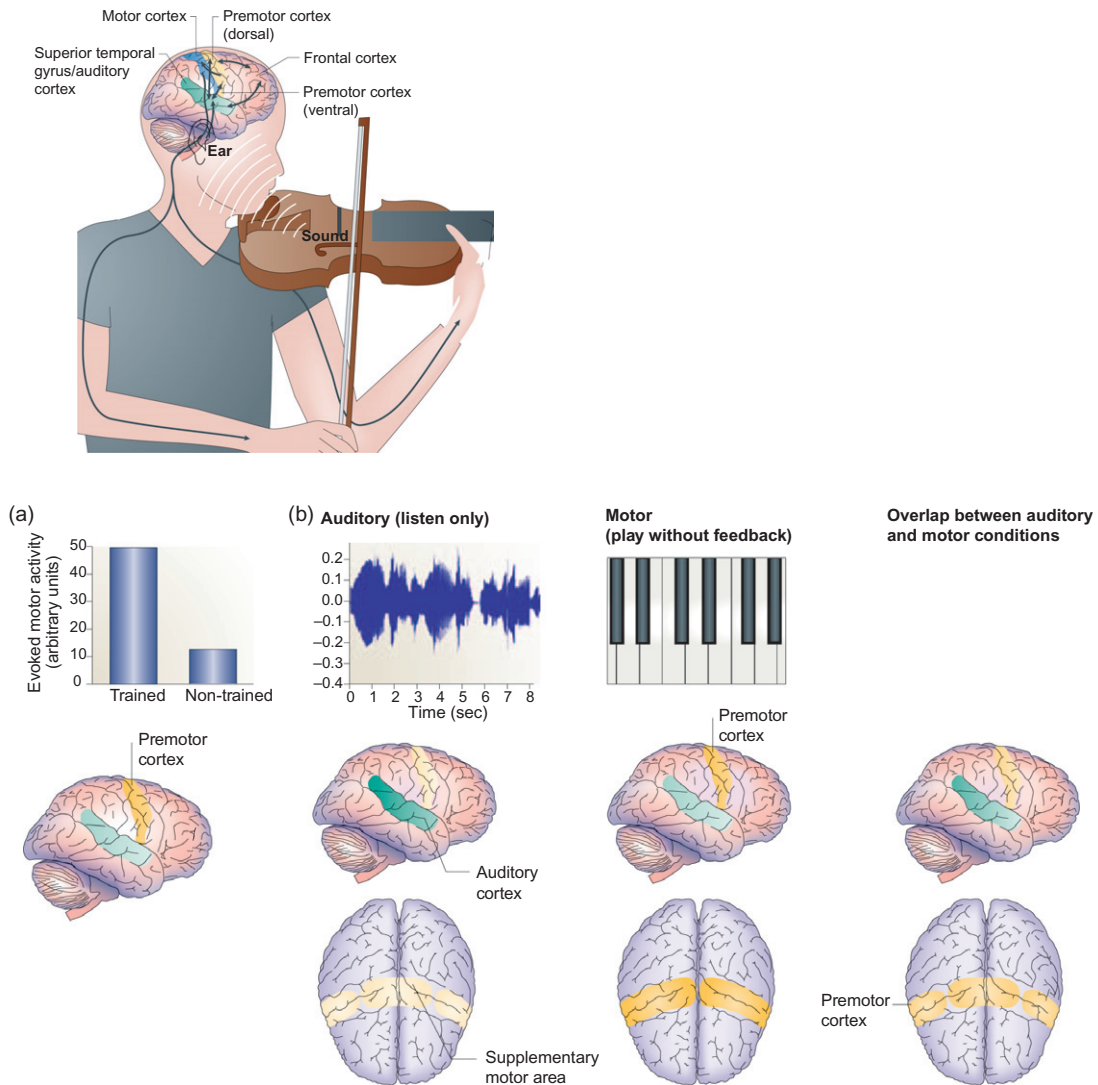 Motor cortex
Premotor cortex
(dorsal)
Superior temporal
gyrus/auditory
cortex
Frontal cortex
Premotor cortex
(ventral)
Ear
Sound
(a)
Evoked motor activity
(arbitrary units)
50
40
30
20
10
0
Trained
Non-trained
Premotor
cortex
(b)
Auditory (listen only)
0.2
0.1
0.0
–0.1
–0.2
–0.3
–0.4
0 1 2 3 4 5 6 7 8
Time (sec)
Auditory
cortex
Supplementary
motor area
Motor
(play without feedback)
Premotor
cortex
Overlap between auditory
and motor conditions
Premotor
cortex